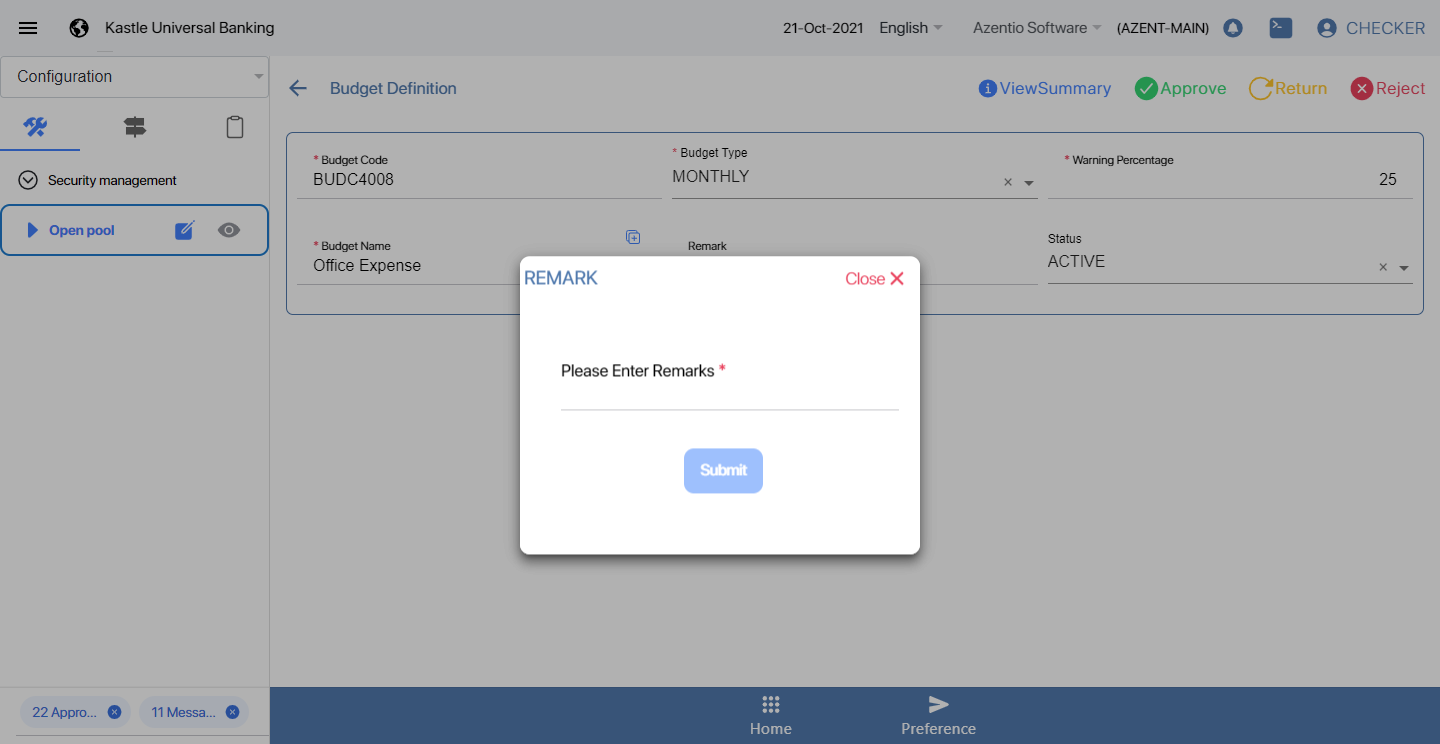 Kastle Universal Banking
21-Oct-2021 English Azentio Software (AZENT-MAIN) CHECKER
Configuration
Budget Definition
ViewSummary Approve Return Reject
Security management
Open pool
* Budget Code
BUDC4008
* Budget Type
MONTHLY
* Warning Percentage
25
* Budget Name
Office Expense
Remark
Status
ACTIVE
REMARK
Close
Please Enter Remarks *
Submit
22 Appro...
11 Messa...
Home
Preference